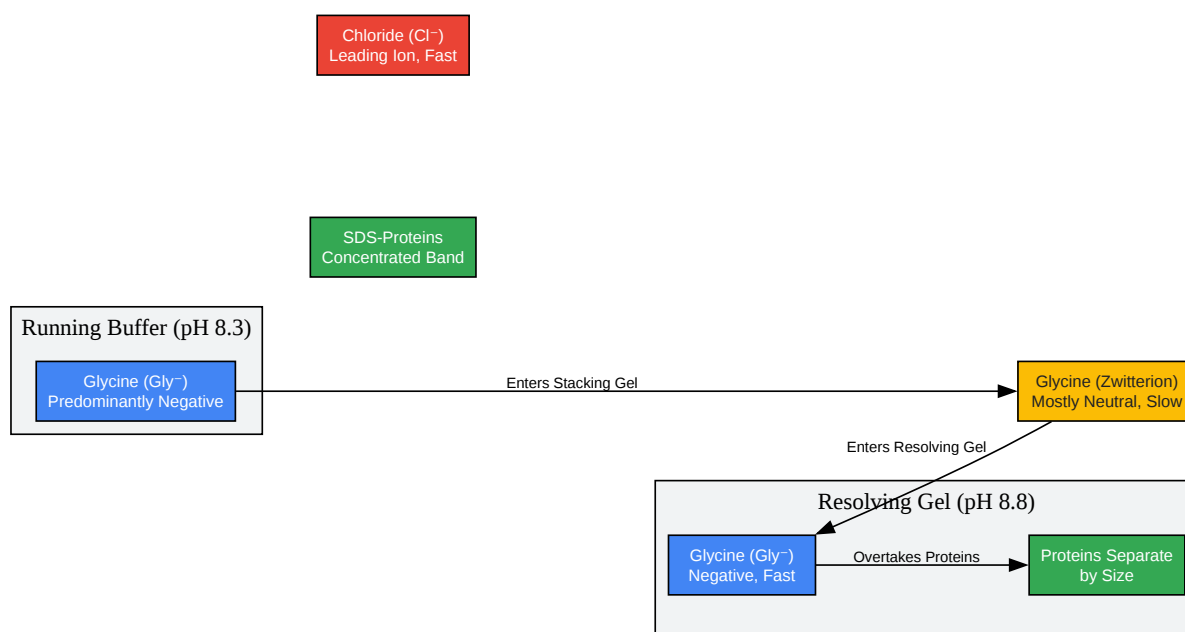 Chloride (Cl⁻)
Leading Ion, Fast
SDS-Proteins
Concentrated Band
Running Buffer (pH 8.3)
Glycine (Gly⁻)
Predominantly Negative
Enters Stacking Gel
Glycine (Zwitterion)
Mostly Neutral, Slow
Enters Resolving Gel
Resolving Gel (pH 8.8)
Glycine (Gly⁻)
Negative, Fast
Overtakes Proteins
Proteins Separate
by Size